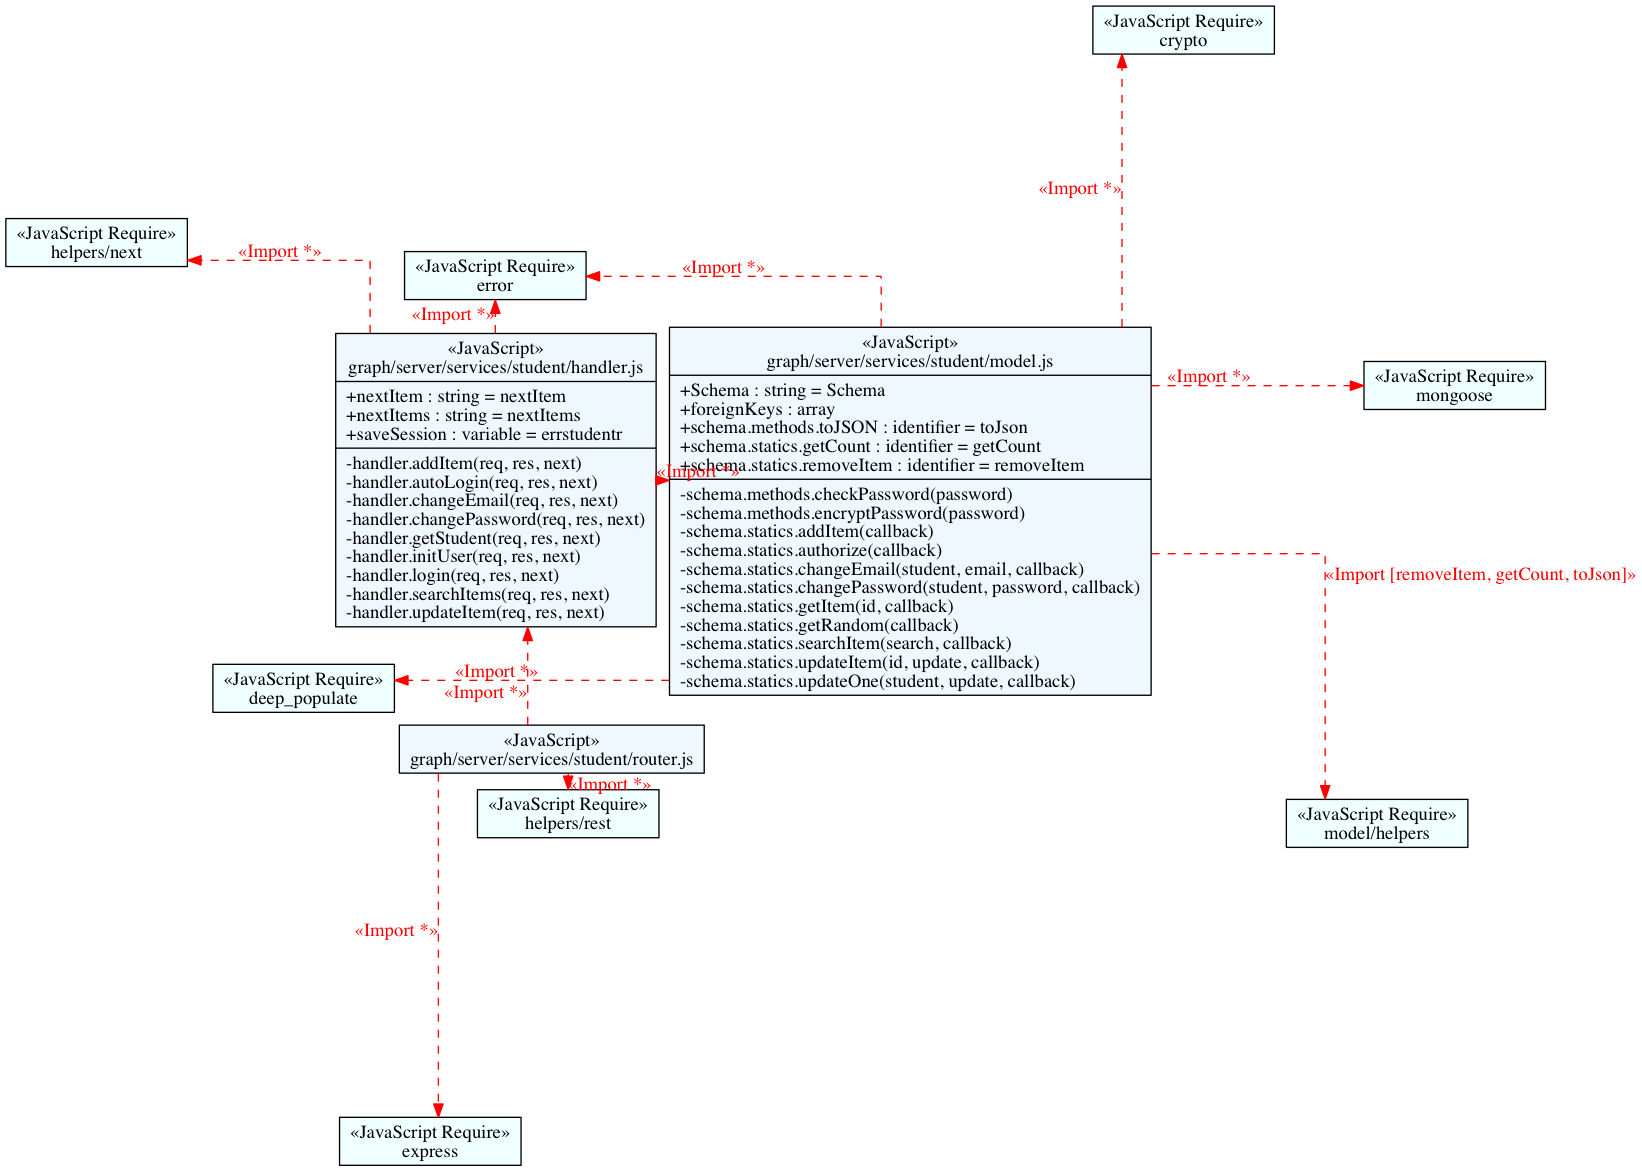 «JavaScript Require»
crypto
«Import *»
«JavaScript Require»
helpers/next
«Import *»
«JavaScript Require»
error
«Import *»
«Import *»
«JavaScript»
graph/server/services/student/handler.js
+nextItem : string = nextItem
+nextItems : string = nextItems
+saveSession : variable = errstudentr
-handler.addItem(req, res, next)
-handler.autoLogin(req, res, next)
-handler.changeEmail(req, res, next)
-handler.changePassword(req, res, next)
-handler.getStudent(req, res, next)
-handler.initUser(req, res, next)
-handler.login(req, res, next)
-handler.searchItems(req, res, next)
-handler.updateItem(req, res, next)
«Import *»
«JavaScript»
graph/server/services/student/model.js
+Schema : string = Schema
+foreignKeys : array
+schema.methods.toJSON : identifier = toJson
+schema.statics.getCount : identifier = getCount
+schema.statics.removeItem : identifier = removeItem
-schema.methods.checkPassword(password)
-schema.methods.encryptPassword(password)
-schema.statics.addItem(callback)
-schema.statics.authorize(callback)
-schema.statics.changeEmail(student, email, callback)
-schema.statics.changePassword(student, password, callback)
-schema.statics.getItem(id, callback)
-schema.statics.getRandom(callback)
-schema.statics.searchItem(search, callback)
-schema.statics.updateItem(id, update, callback)
-schema.statics.updateOne(student, update, callback)
«Import *»
«JavaScript Require»
mongoose
«Import [removeItem, getCount, toJson]»
«JavaScript Require»
model/helpers
«JavaScript Require»
deep_populate
«Import *»
«Import *»
«JavaScript»
graph/server/services/student/router.js
«Import *»
«JavaScript Require»
helpers/rest
«Import *»
«JavaScript Require»
express